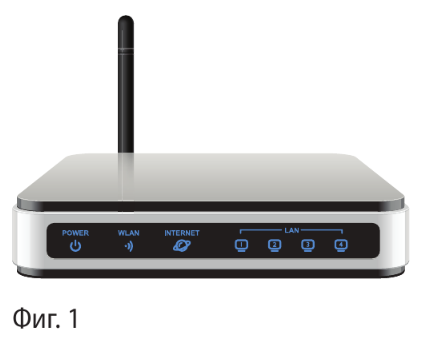 POWER WLAN INTERNET LAN
1 2 3 4
Фиг. 1